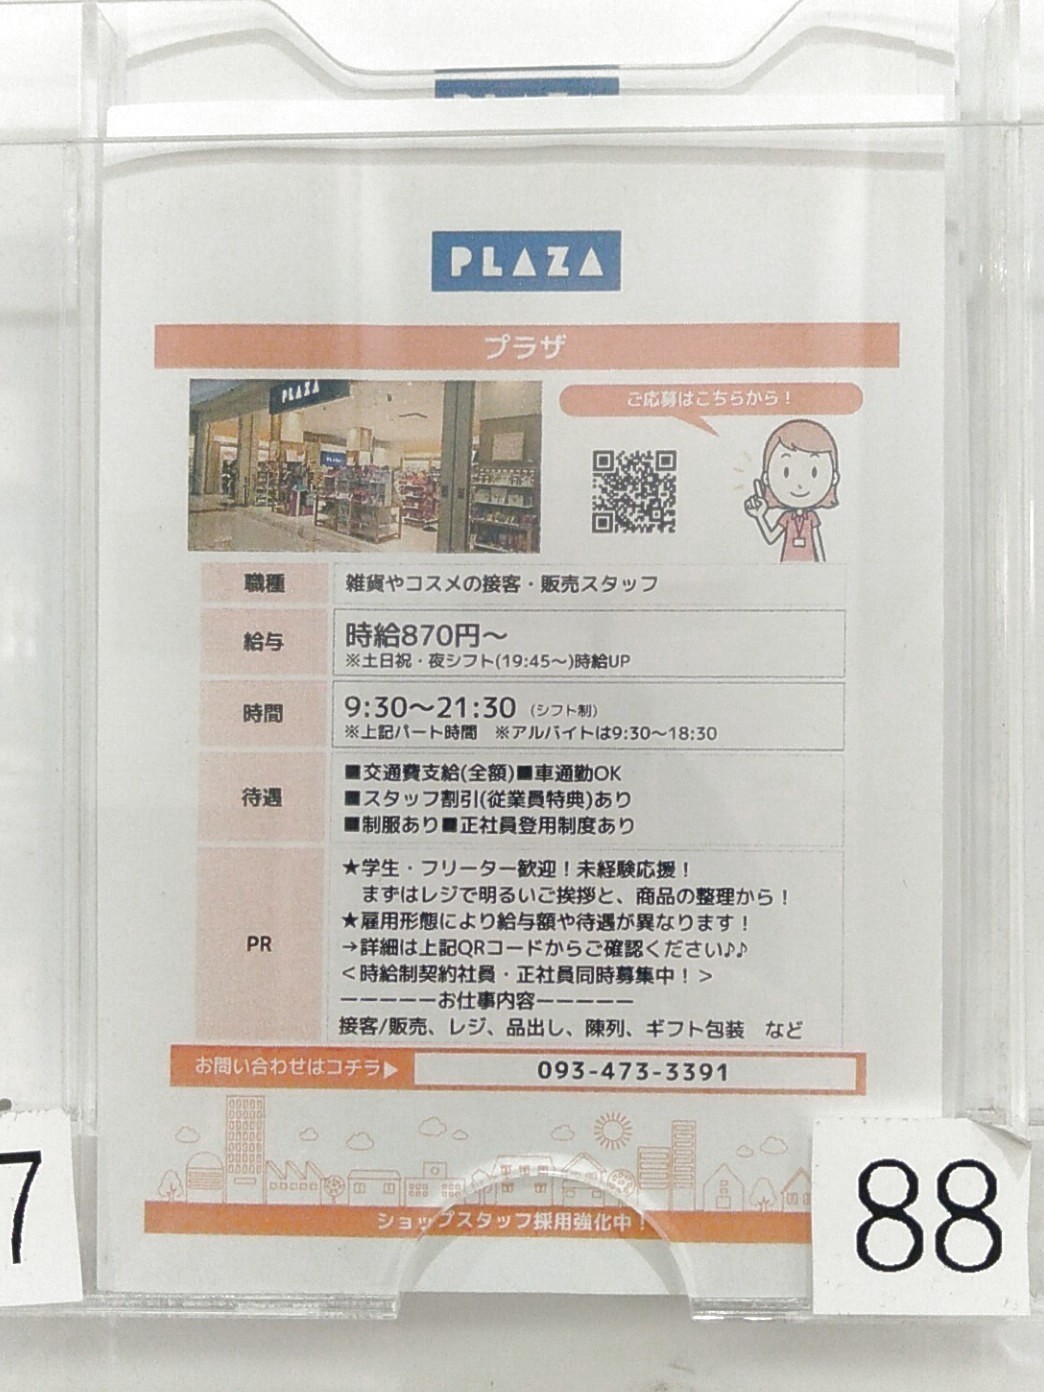 PLAZA
プラザ
PLAZA
ご応募はこちらから！
職種
雑貨やコスメの接客・販売スタッフ
給与
時給870円～
※土日祝・夜シフト(19:45～)時給UP
時間
9:30～21:30 (シフト制)
※上記パート時間　※アルバイトは9:30～18:30
待遇
■交通費支給(全額)■車通勤OK
■スタッフ割引(従業員特典)あり
■制服あり■正社員登用制度あり
PR
★学生・フリーター歓迎！未経験応援！
まずはレジで明るいご挨拶と、商品の整理から！
★雇用形態により給与額や待遇が異なります！
→詳細は上記QRコードからご確認ください♪♪
＜時給制契約社員・正社員同時募集中！＞
ーーーーーお仕事内容ーーーーー
接客/販売、レジ、品出し、陳列、ギフト包装　など
お問い合わせはコチラ▶
093-473-3391
ショップスタッフ採用強化中！
7
88